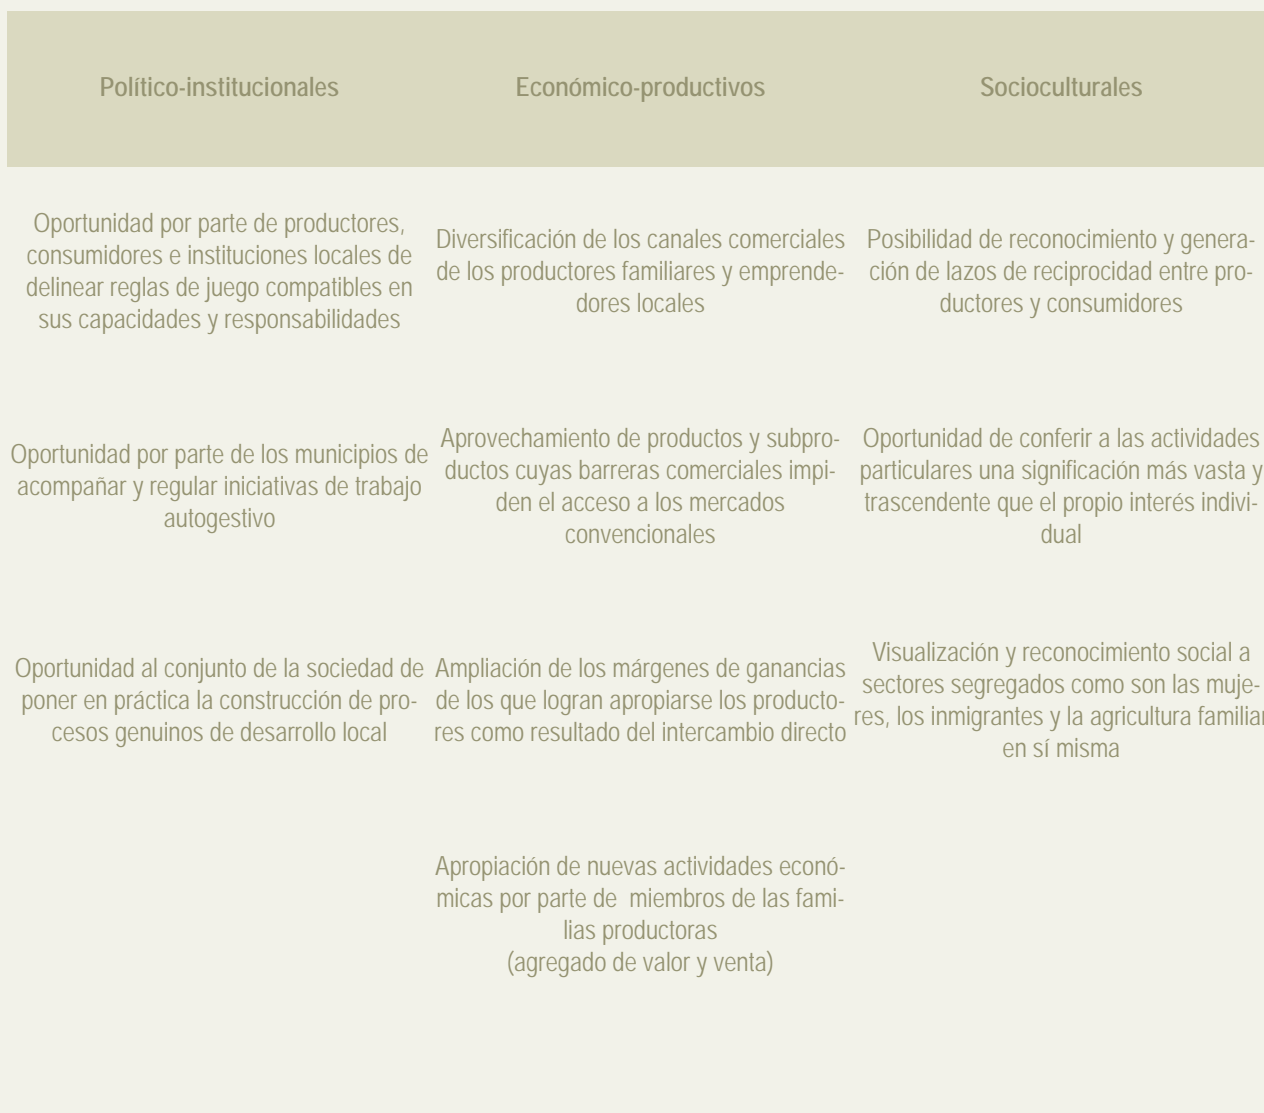 Político-institucionales
Económico-productivos
Socioculturales
Oportunidad por parte de productores,
consumidores e instituciones locales de
delinear reglas de juego compatibles en
sus capacidades y responsabilidades
Diversificación de los canales comerciales
de los productores familiares y emprende-
dores locales
Posibilidad de reconocimiento y genera-
ción de lazos de reciprocidad entre pro-
ductores y consumidores
Oportunidad por parte de los municipios de
acompañar y regular iniciativas de trabajo
autogestivo
Aprovechamiento de productos y subpro-
ductos cuyas barreras comerciales impi-
den el acceso a los mercados
convencionales
Oportunidad de conferir a las actividades
particulares una significación más vasta y
trascendente que el propio interés indivi-
dual
Oportunidad al conjunto de la sociedad de
poner en práctica la construcción de pro-
cesos genuinos de desarrollo local
Ampliación de los márgenes de ganancias
de los que logran apropiarse los producto-
res como resultado del intercambio directo
Visualización y reconocimiento social a
sectores segregados como son las muje-
res, los inmigrantes y la agricultura familiar
en sí misma
Apropiación de nuevas actividades econó-
micas por parte de  miembros de las fami-
lias productoras
(agregado de valor y venta)